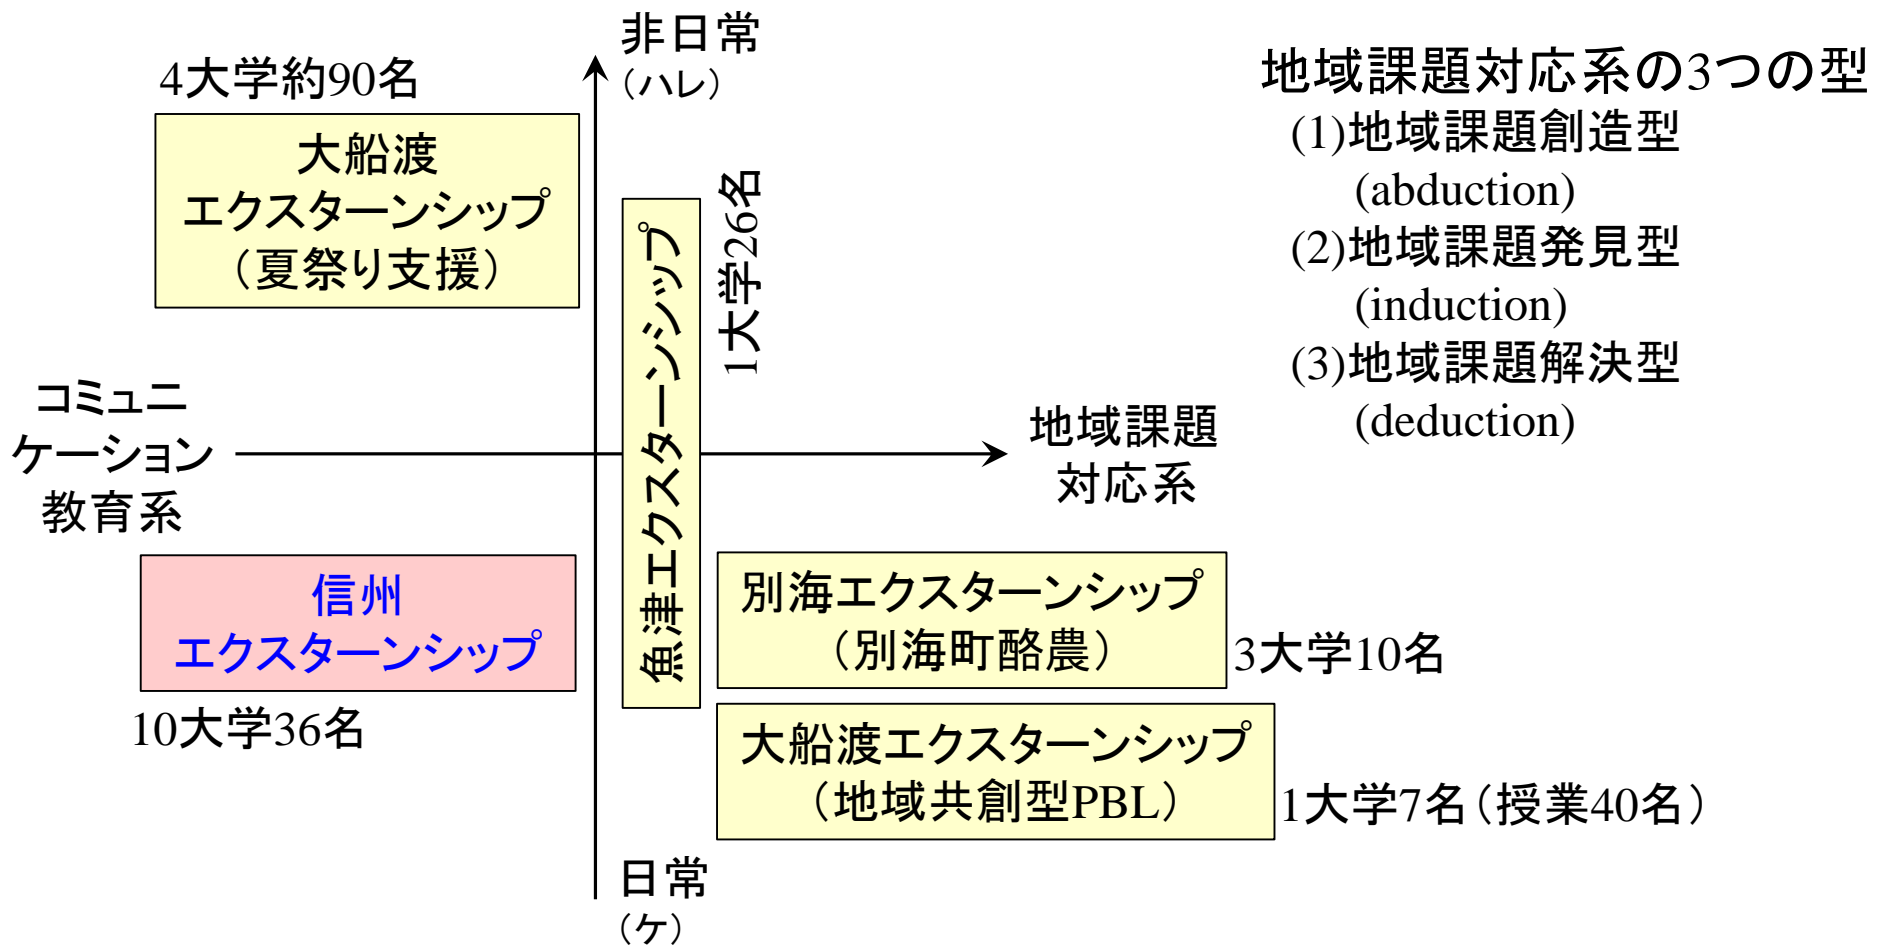 非日常
（ハレ）
4大学約90名
大船渡
エクスターンシップ
（夏祭り支援）
魚津エクスターンシップ
1大学26名
地域課題対応系の3つの型
(1)地域課題創造型
(abduction)
(2)地域課題発見型
(induction)
(3)地域課題解決型
(deduction)
コミュニ
ケーション
教育系
地域課題
対応系
信州
エクスターンシップ
10大学36名
別海エクスターンシップ
（別海町酪農）
3大学10名
大船渡エクスターンシップ
（地域共創型PBL）
1大学7名（授業40名）
日常
（ケ）